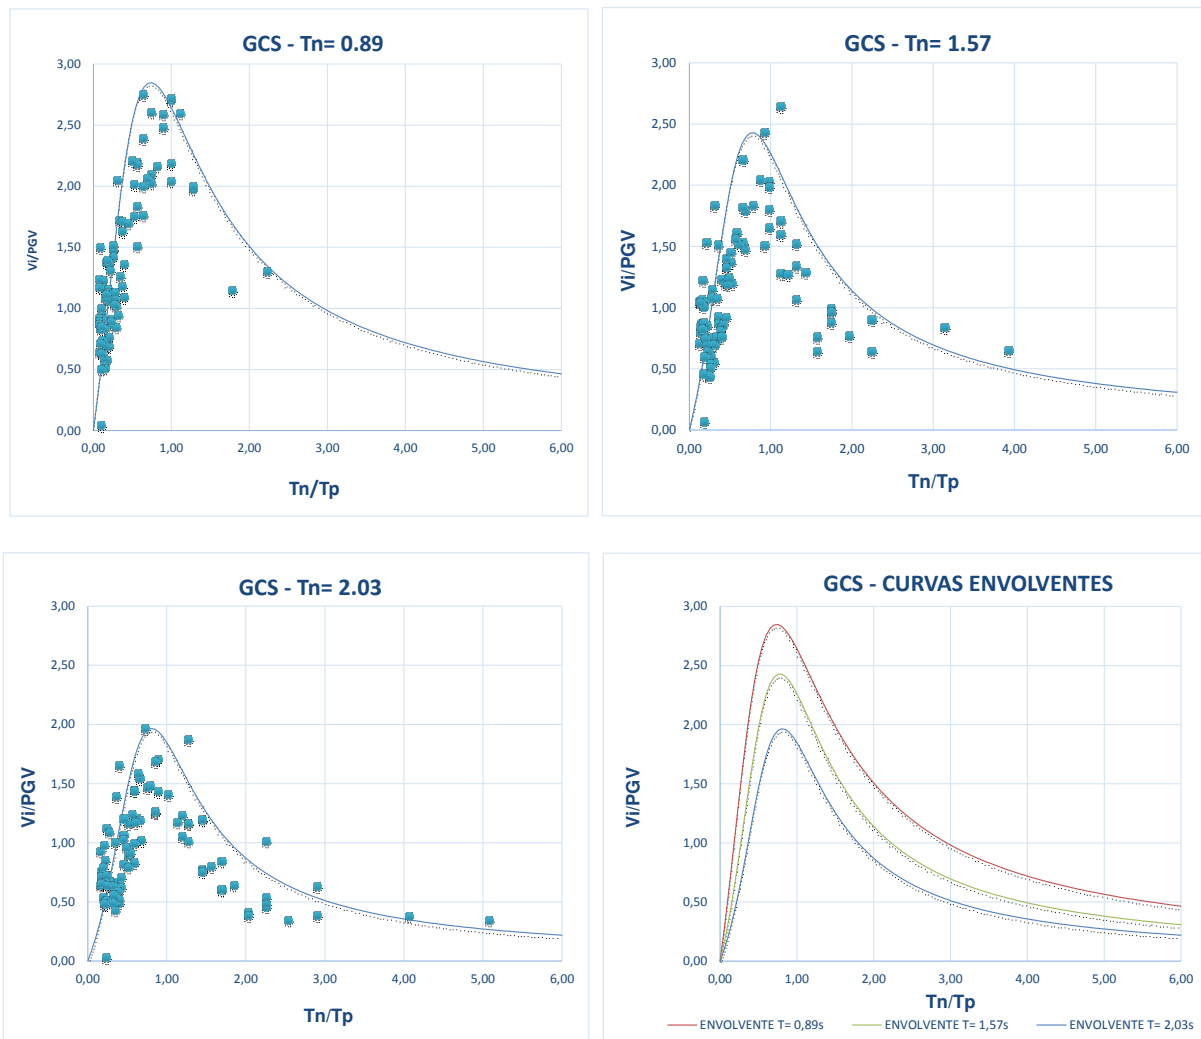 GCS - Tn= 0.89
3,00
2,50
2,00
1,50
1,00
0,50
0,00
Vi/PGV
0,00 1,00 2,00 3,00 4,00 5,00 6,00
Tn/Tp
GCS - Tn= 1.57
3,00
2,50
2,00
1,50
1,00
0,50
0,00
Vi/PGV
0,00 1,00 2,00 3,00 4,00 5,00 6,00
Tn/Tp
GCS - Tn= 2.03
3,00
2,50
2,00
1,50
1,00
0,50
0,00
Vi/PGV
0,00 1,00 2,00 3,00 4,00 5,00 6,00
Tn/Tp
GCS - CURVAS ENVOLVENTES
3,00
2,50
2,00
1,50
1,00
0,50
0,00
Vi/PGV
0,00 1,00 2,00 3,00 4,00 5,00 6,00
Tn/Tp
ENVOLVENTE T= 0,89s ENVOLVENTE T= 1,57s ENVOLVENTE T= 2,03s